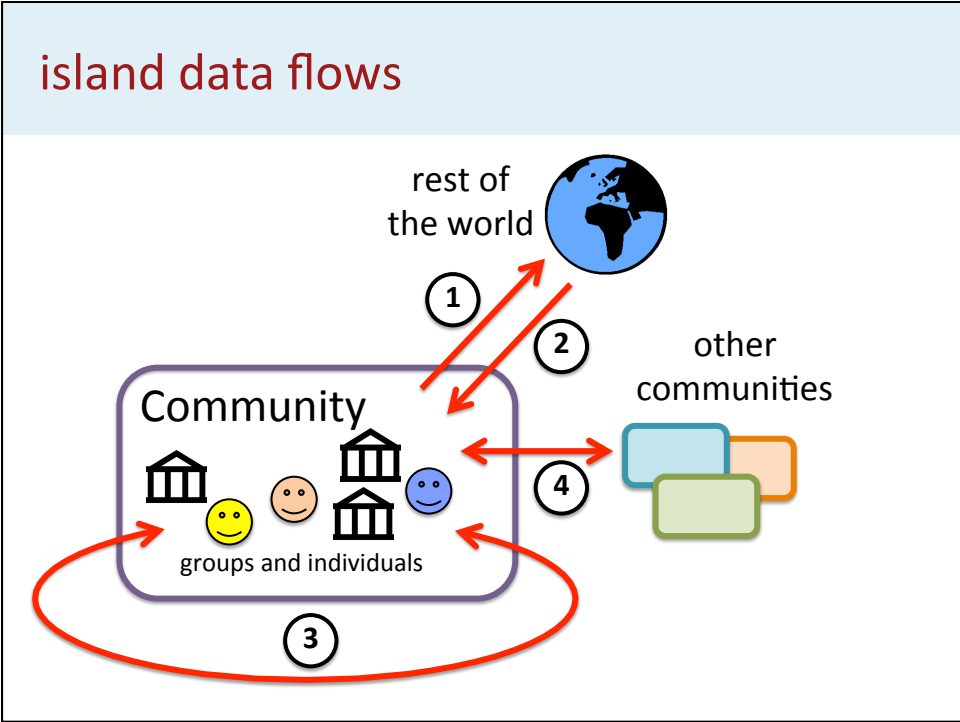 island data flows
rest of
the world
1
2
other
communities
Community
4
groups and individuals
3